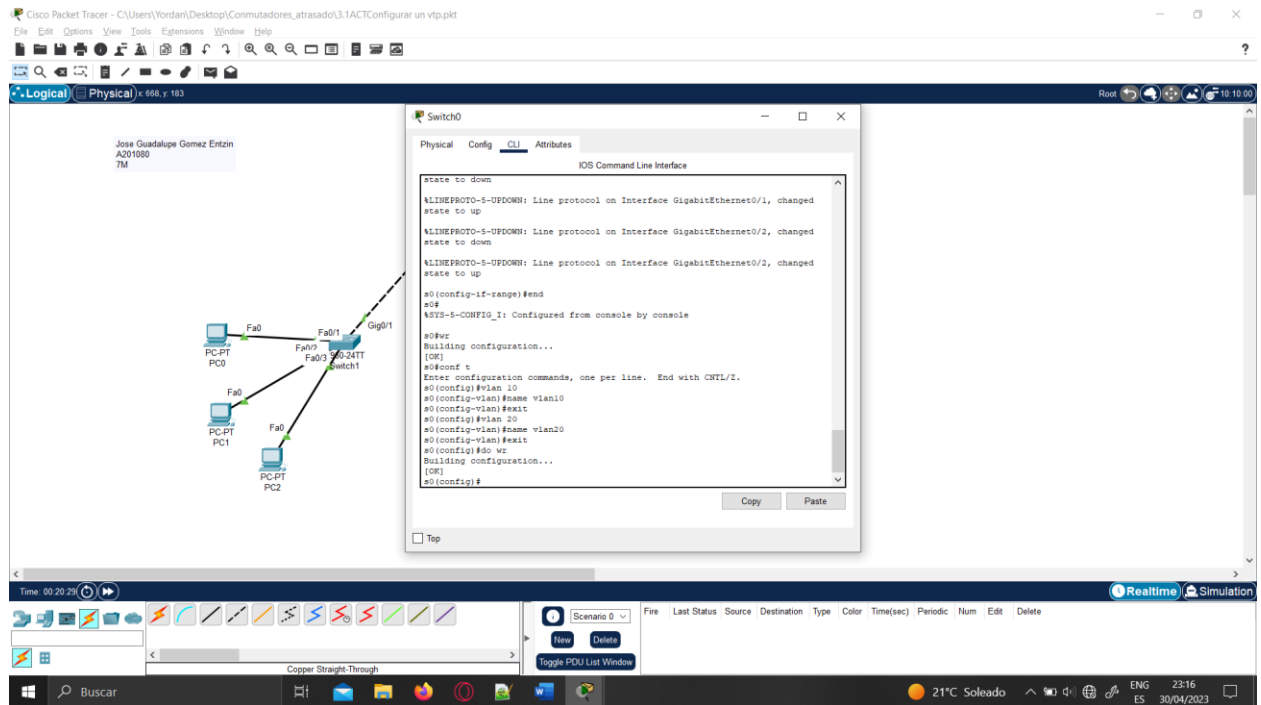 Cisco Packet Tracer - C:\Users\Yordan\Desktop\Conmutadores_atrasado\3.1ACTConfigurar un vtp.pkt
File Edit Options View Tools Extensions Window Help
?
Logical Physical x: 668, y: 183
Root 10:10:00
Jose Guadalupe Gomez Entzin
A201080
7M
Fa0
Fa0/1
Gig0/1
Fa0/2
Fa0/3
PC-PT
PC0
Switch1
Fa0
PC-PT
PC1
Fa0
PC-PT
PC2
Switch0
Physical Config CLI Attributes
IOS Command Line Interface
state to down
%LINEPROTO-5-UPDOWN: Line protocol on Interface GigabitEthernet0/1, changed
state to up
%LINEPROTO-5-UPDOWN: Line protocol on Interface GigabitEthernet0/2, changed
state to down
%LINEPROTO-5-UPDOWN: Line protocol on Interface GigabitEthernet0/2, changed
state to up
s0(config-if-range)#end
s0#
%SYS-5-CONFIG_I: Configured from console by console
s0#wr
Building configuration...
[OK]
s0#conf t
Enter configuration commands, one per line. End with CNTL/Z.
s0(config)#vlan 10
s0(config-vlan)#name vlan10
s0(config-vlan)#exit
s0(config)#vlan 20
s0(config-vlan)#name vlan20
s0(config-vlan)#exit
s0(config)#do wr
Building configuration...
[OK]
s0(config)#
Copy Paste
Top
Time: 00:20:29
Realtime Simulation
Scenario 0
New Delete
Toggle PDU List Window
Fire Last Status Source Destination Type Color Time(sec) Periodic Num Edit Delete
Copper Straight-Through
Buscar
21°C Soleado
ENG
ES
23:16
30/04/2023